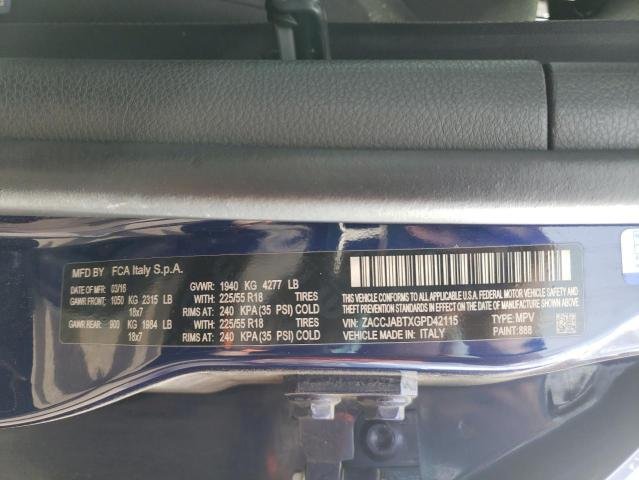 MFD BY FCA Italy S.p.A.
MFD DATE: 03/16 GVWR: 1940 KG 4277 LB
GAWR FRONT: 1050 KG 2315 LB WITH: 225/55 R18 TIRES
18x7 RIMS AT: 240 KPA (35 PSI) COLD
GAWR REAR: 900 KG 1984 LB WITH: 225/55 R18 TIRES
18x7 RIMS AT: 240 KPA (35 PSI) COLD
THIS VEHICLE CONFORMS TO ALL APPLICABLE U.S. FEDERAL
MOTOR VEHICLE SAFETY, BUMPER, AND
THEFT PREVENTION STANDARDS IN EFFECT ON THE
DATE OF MANUFACTURE SHOWN ABOVE.
VIN: ZACCJABTXGPD42115 TYPE: MPV
VEHICLE MADE IN: ITALY PAINT: 888